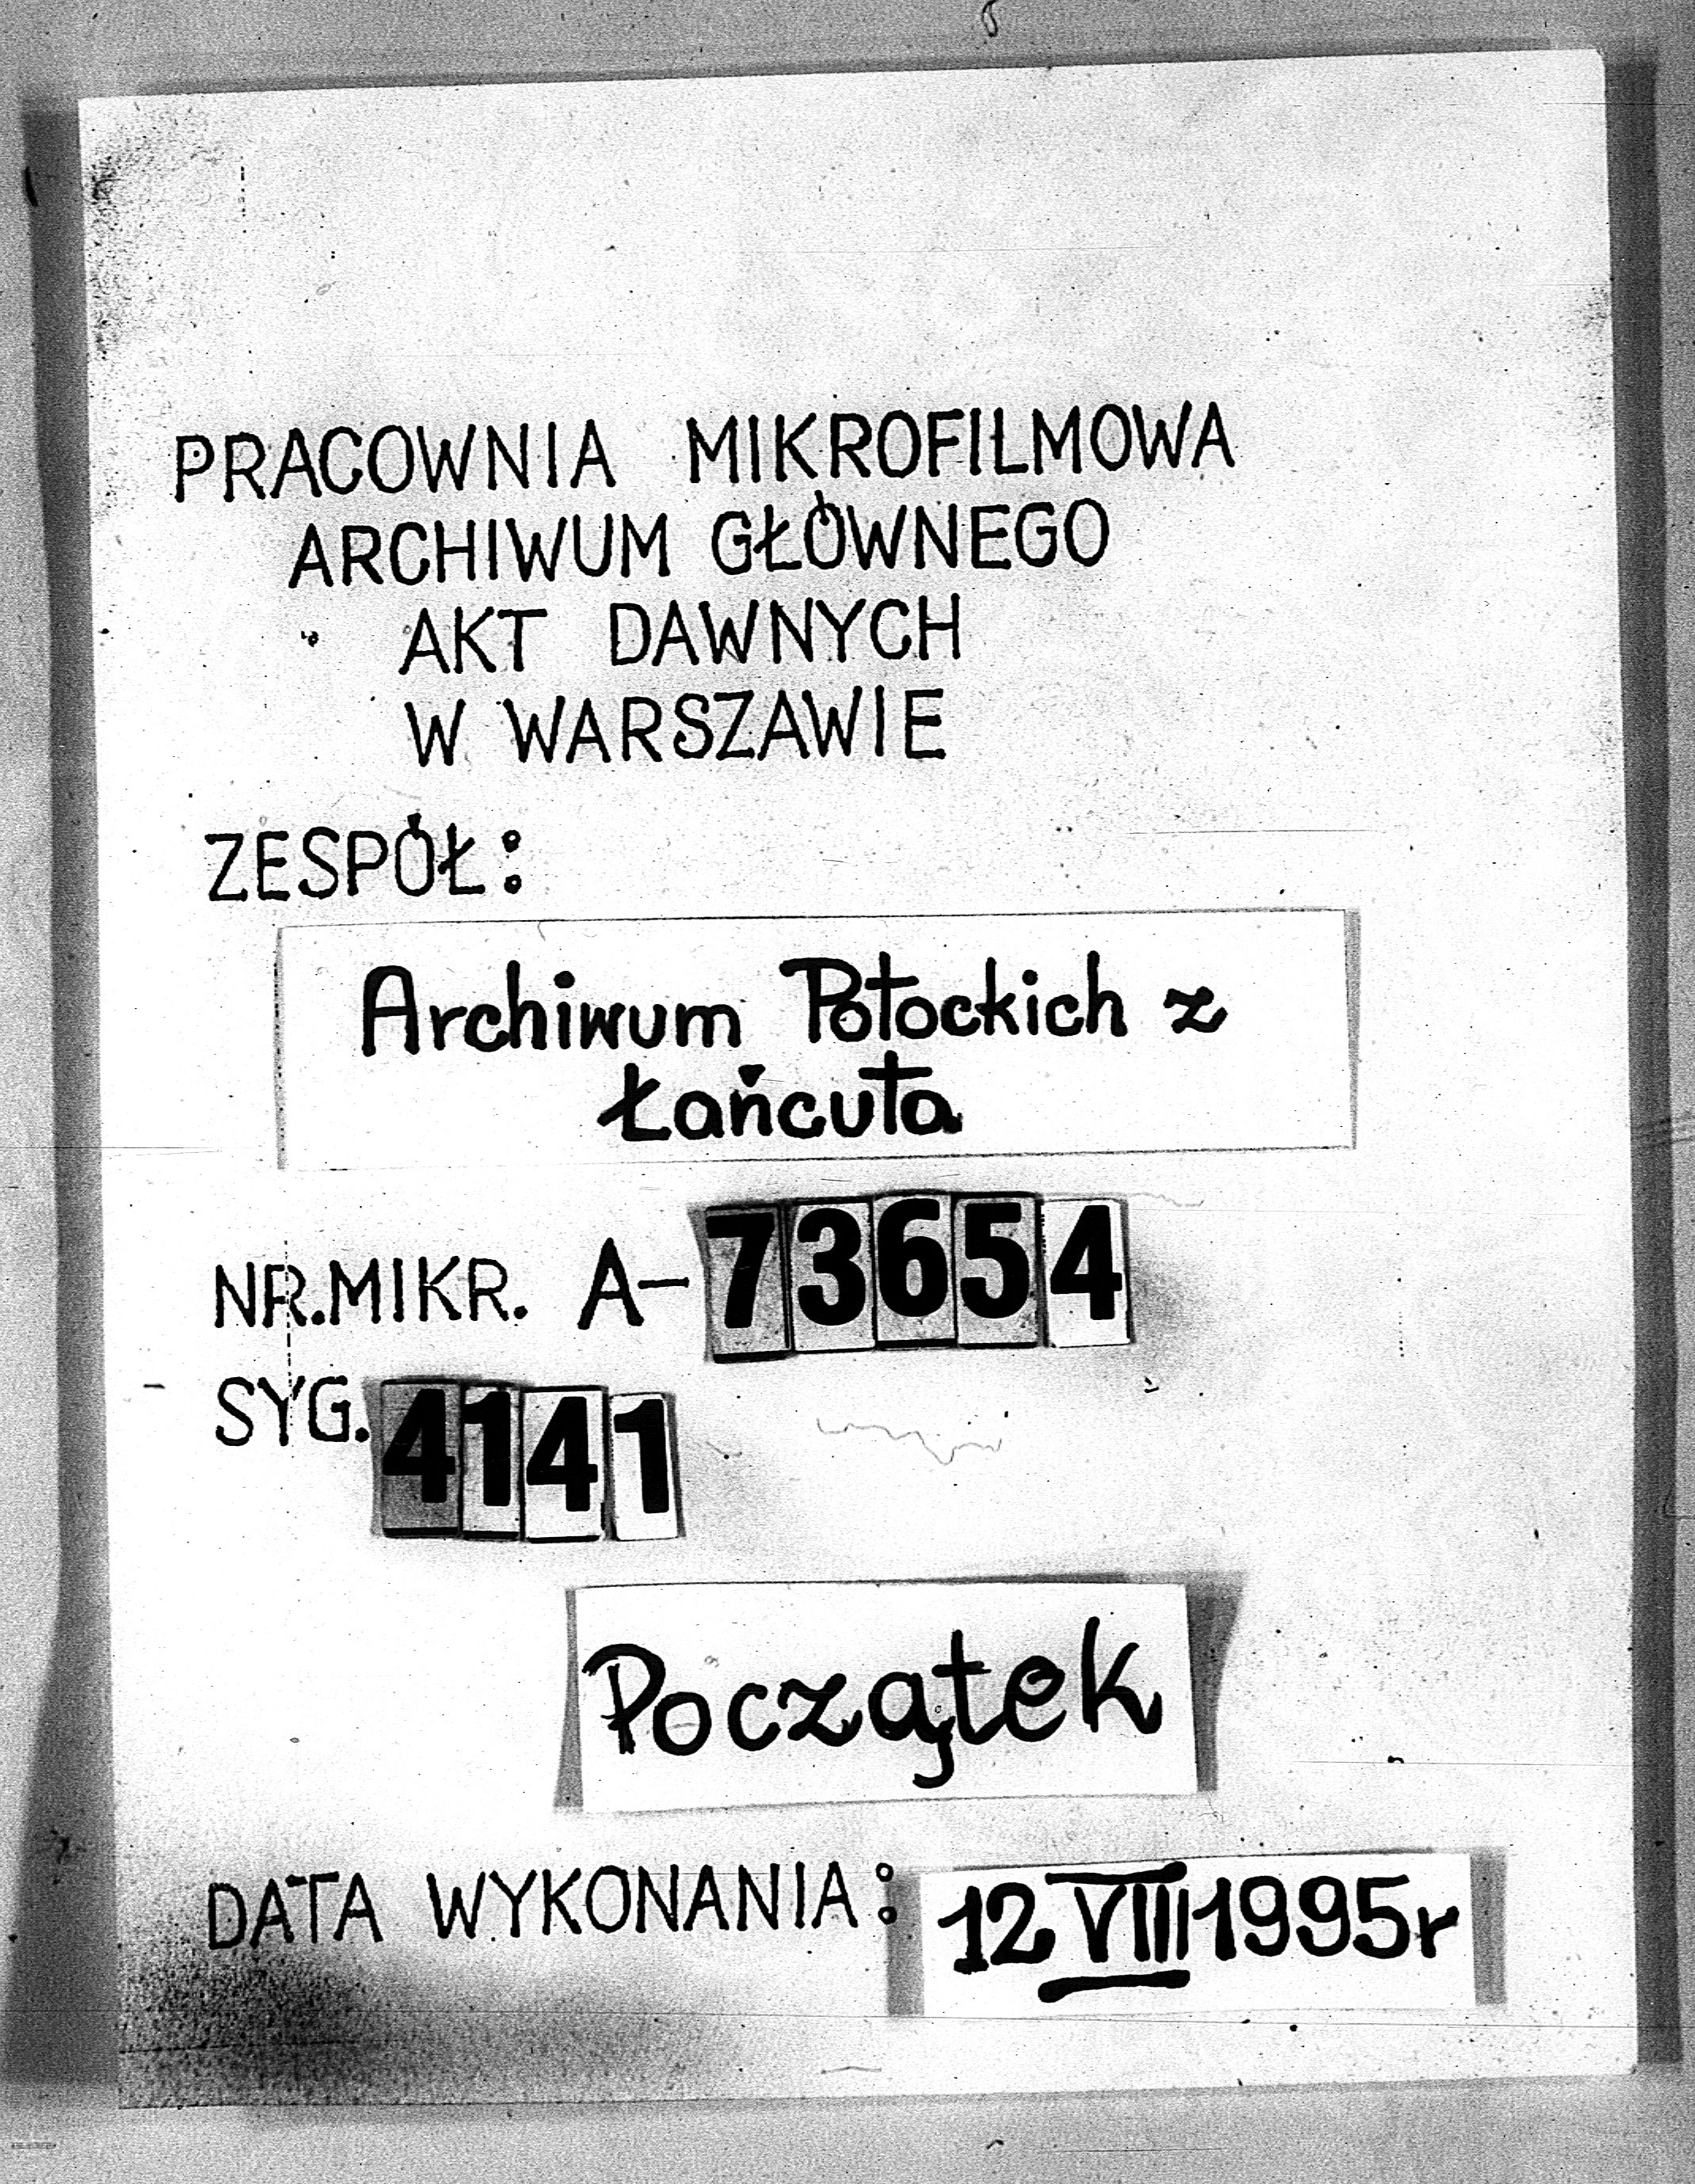 PRACOWNIA MIKROFILMOWA
ARCHIWUM GŁÓWNEGO
AKT DAWNYCH
W WARSZAWIE
ZESPÓŁ:
Archiwum Potockich z
Łańcuta
NR. MIKR. A-73654
SYG. 4141
Początek
DATA WYKONANIA: 12 VIII 1995r